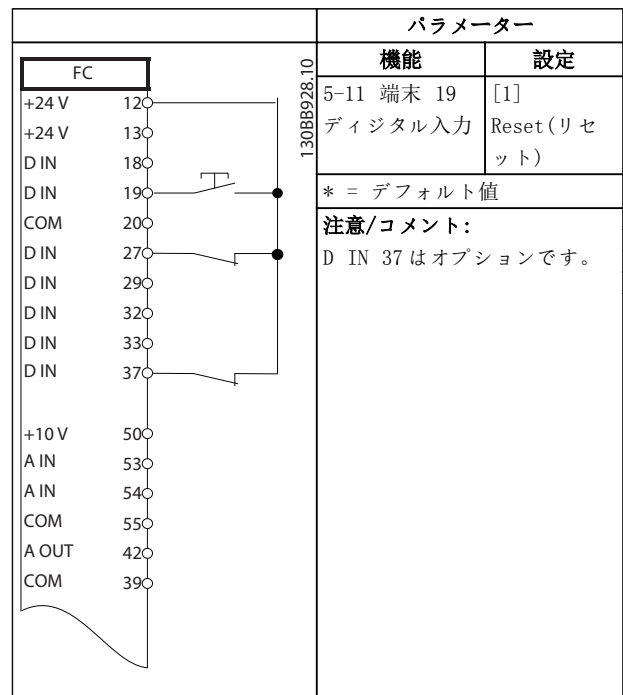 パラメーター
機能 設定
5-11 端末 19 [1]
ディジタル入力 Reset(リセ
ット)
* = デフォルト値
注意/コメント:
D IN 37 はオプションです。
FC
+24 V 12
+24 V 13
D IN 18
D IN 19
COM 20
D IN 27
D IN 29
D IN 32
D IN 33
D IN 37
+10 V 50
A IN 53
A IN 54
COM 55
A OUT 42
COM 39
130BB928.10